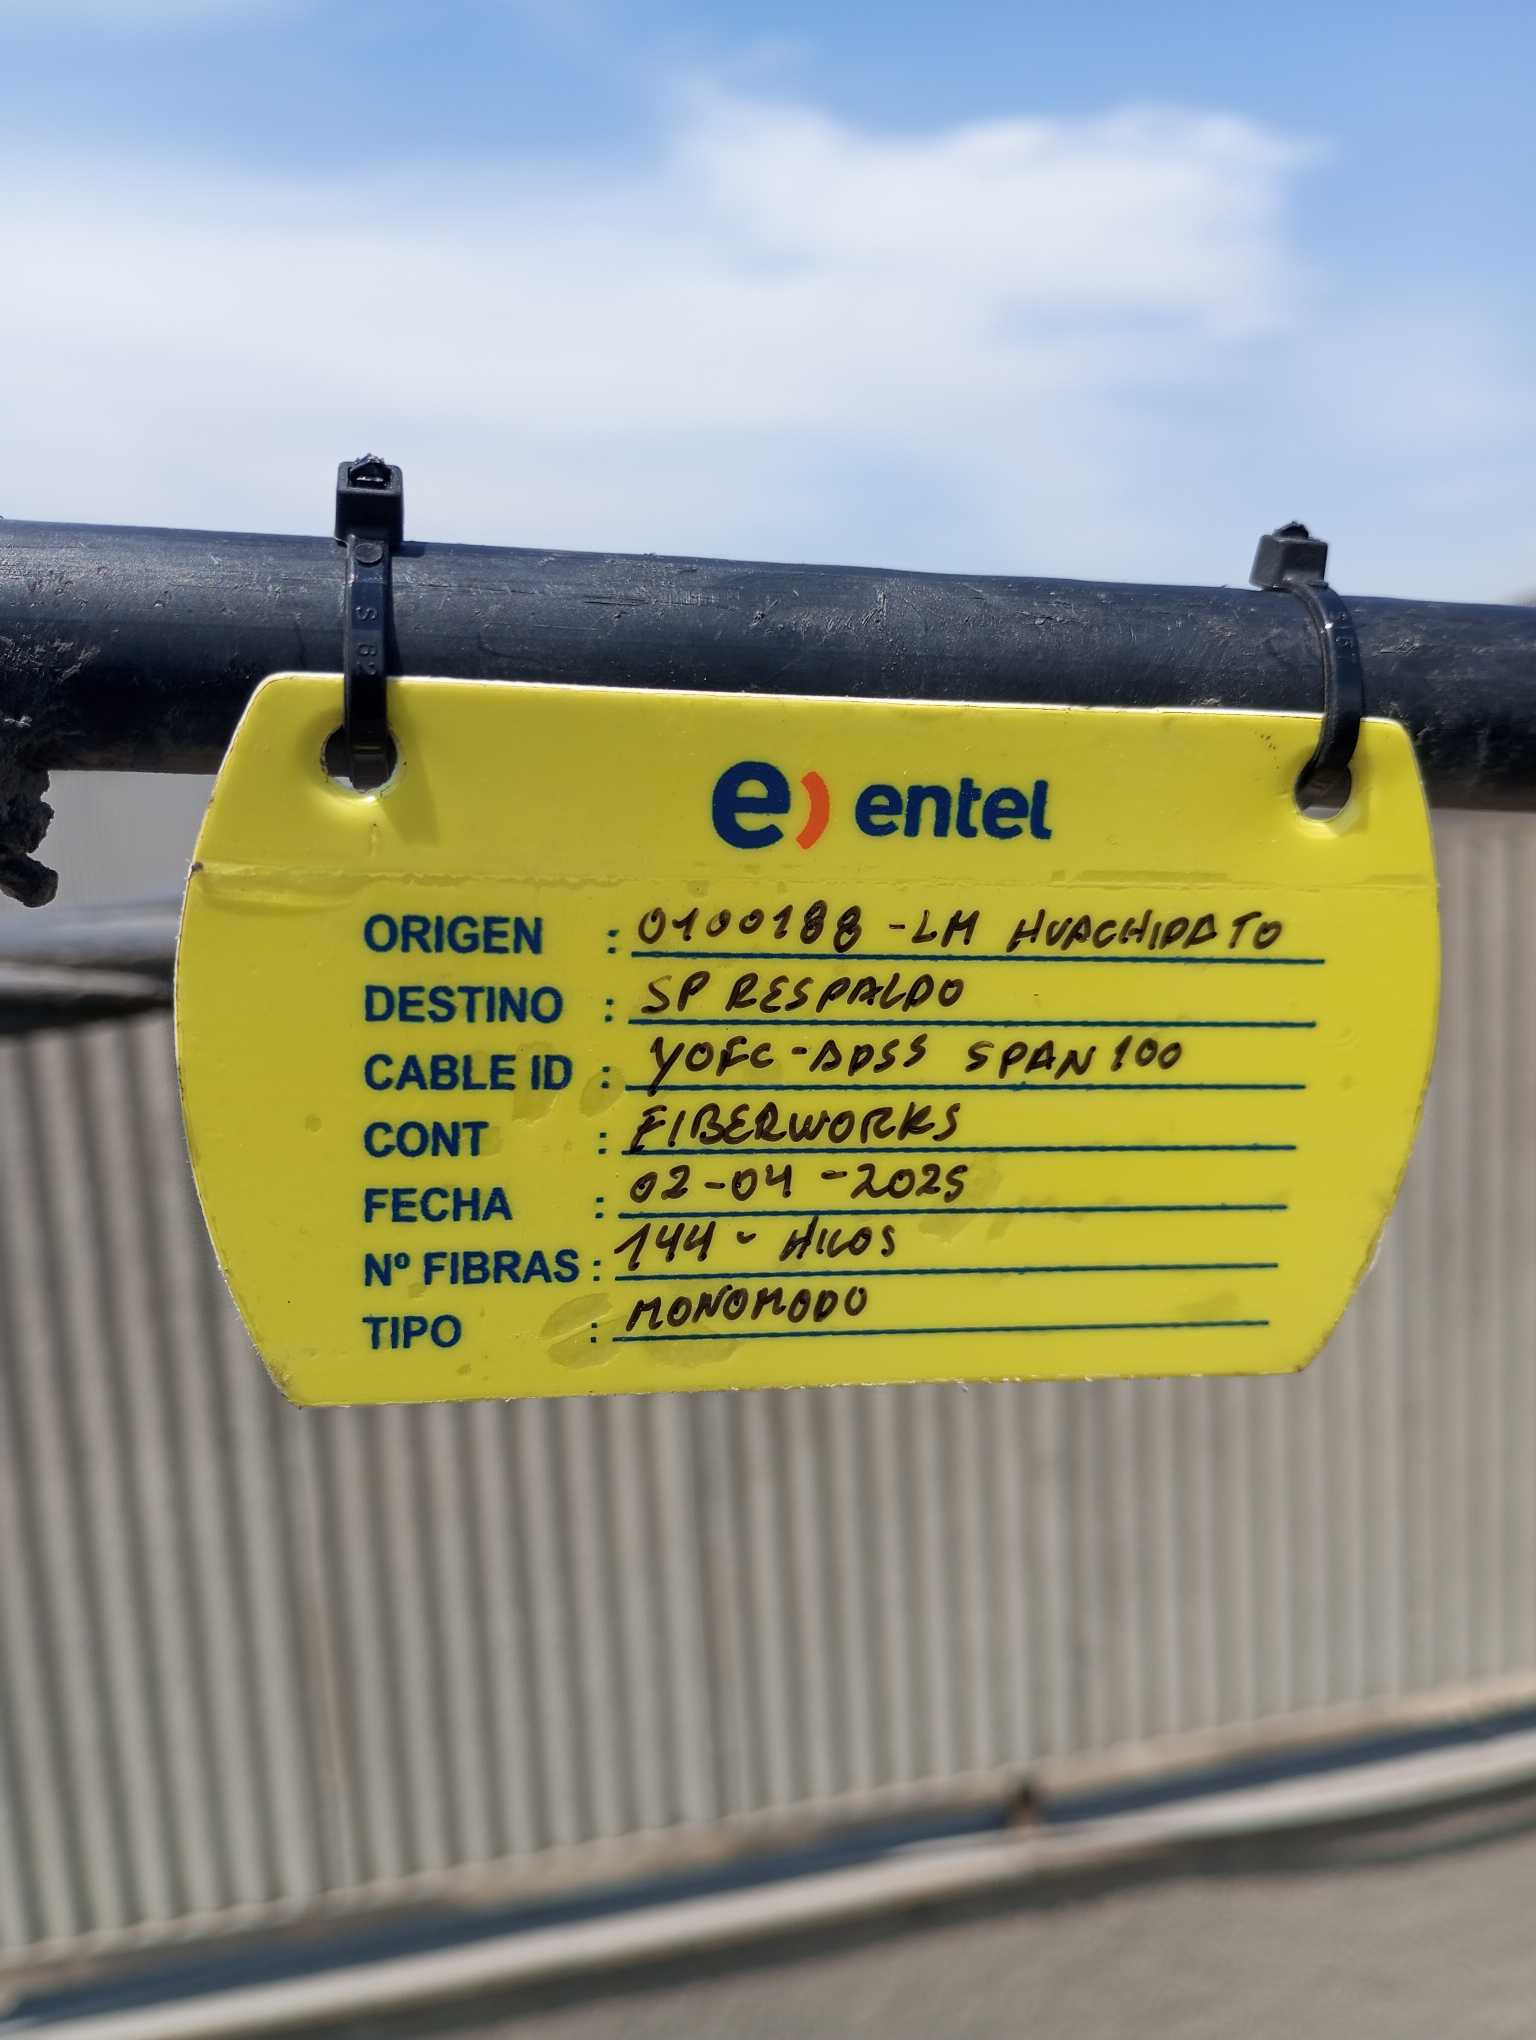 e) entel
ORIGEN : 0100188 - LM HUACHIPATO
DESTINO : SP RESPALDO
CABLE ID : YOFC - ADSS SPAN 100
CONT : FIBERWORKS
FECHA : 02-04-2025
Nº FIBRAS : 144 - HILOS
TIPO : MONOMODO